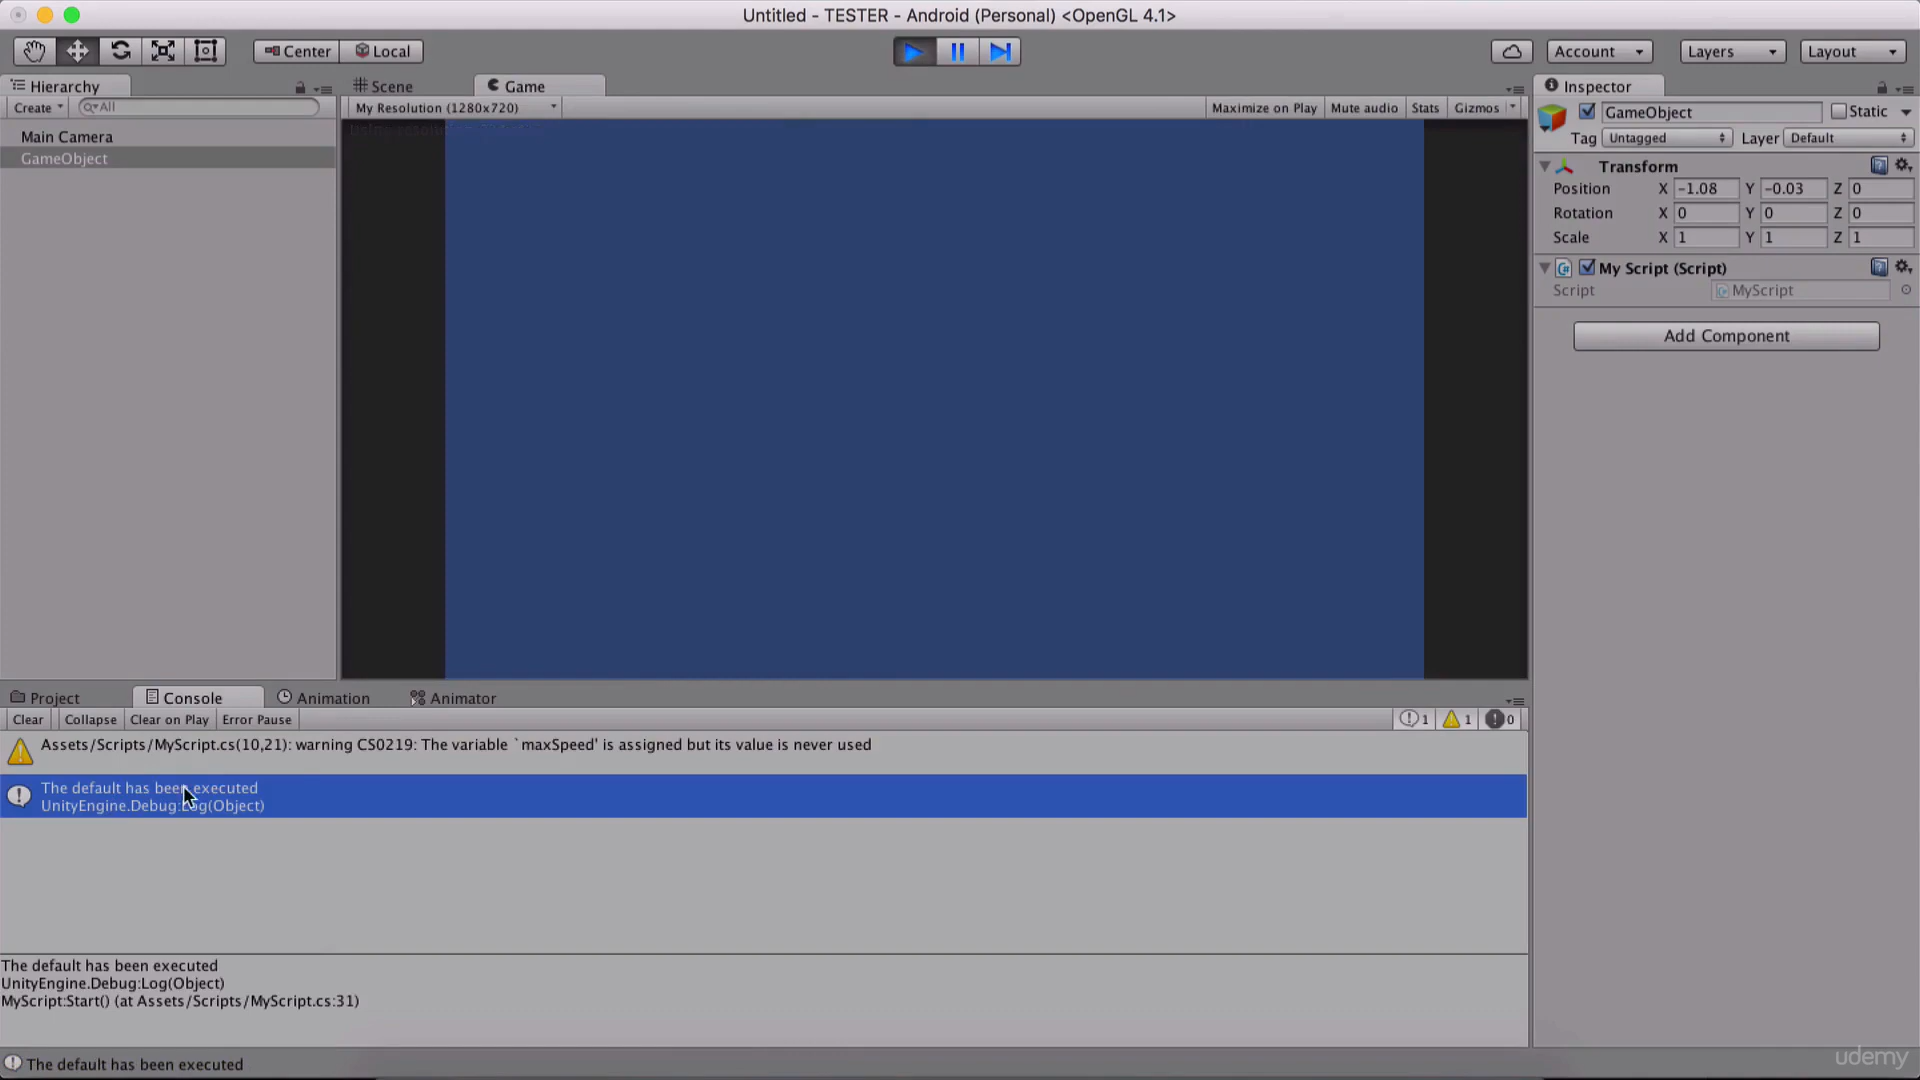 Untitled - TESTER - Android (Personal) <OpenGL 4.1>
Center Local Account Layers Layout
Hierarchy Scene Game Inspector
Create All My Resolution (1280x720) Maximize on Play Mute audio Stats Gizmos
GameObject Static
Tag Untagged Layer Default
Main Camera
GameObject
Transform
Position X -1.08 Y -0.03 Z 0
Rotation X 0 Y 0 Z 0
Scale X 1 Y 1 Z 1
My Script (Script)
Script MyScript
Add Component
Project Console Animation Animator
Clear Collapse Clear on Play Error Pause 1 1 0
Assets/Scripts/MyScript.cs(10,21): warning CS0219: The variable `maxSpeed' is assigned but its value is never used
The default has been executed
UnityEngine.Debug:Log(Object)
The default has been executed
UnityEngine.Debug:Log(Object)
MyScript:Start() (at Assets/Scripts/MyScript.cs:31)
The default has been executed
udemy